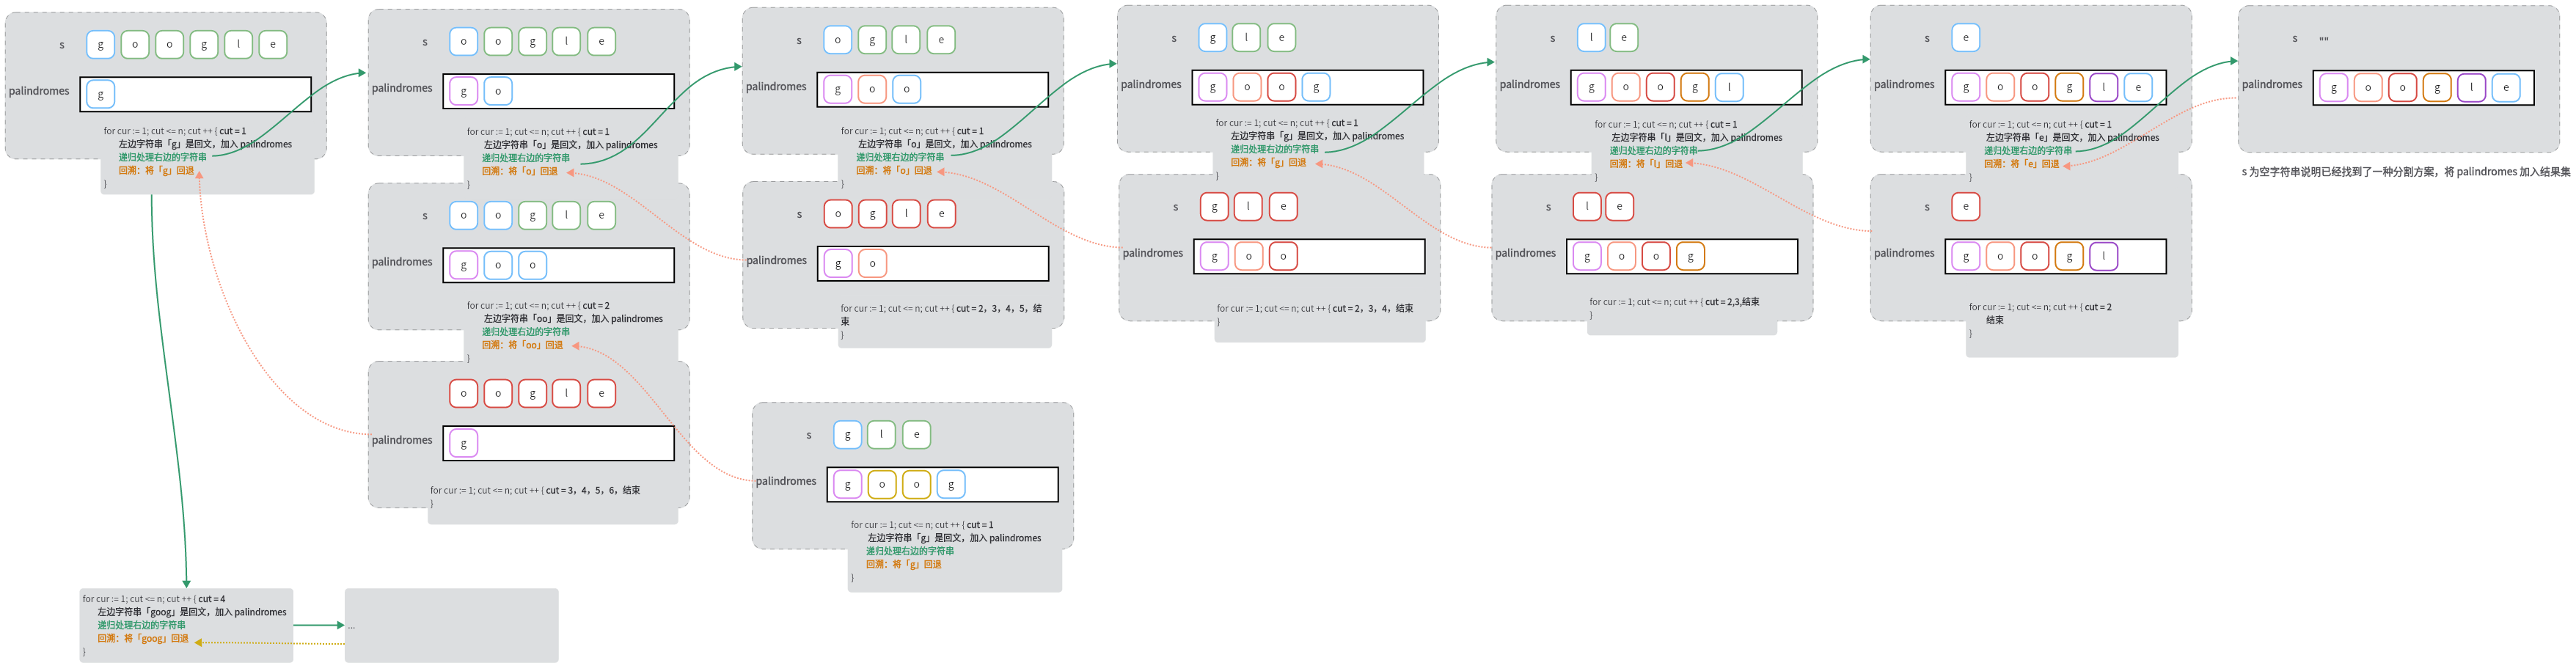 s g o o g l e
palindromes g
for cur := 1; cut <= n; cut ++ { cut = 1
左边字符串「g」是回文，加入 palindromes
递归处理右边的字符串
回溯：将「g」回退
}
s o o g l e
palindromes g o
for cur := 1; cut <= n; cut ++ { cut = 1
左边字符串「o」是回文，加入 palindromes
递归处理右边的字符串
回溯：将「o」回退
}
s o g l e
palindromes g o o
for cur := 1; cut <= n; cut ++ { cut = 1
左边字符串「o」是回文，加入 palindromes
递归处理右边的字符串
回溯：将「o」回退
}
s g l e
palindromes g o o g
for cur := 1; cut <= n; cut ++ { cut = 1
左边字符串「g」是回文，加入 palindromes
递归处理右边的字符串
回溯：将「g」回退
}
s l e
palindromes g o o g l
for cur := 1; cut <= n; cut ++ { cut = 1
左边字符串「l」是回文，加入 palindromes
递归处理右边的字符串
回溯：将「l」回退
}
s e
palindromes g o o g l e
for cur := 1; cut <= n; cut ++ { cut = 1
左边字符串「e」是回文，加入 palindromes
递归处理右边的字符串
回溯：将「e」回退
}
s ""
palindromes g o o g l e
s 为空字符串说明已经找到了一种分割方案，将 palindromes 加入结果集
s o o g l e
palindromes g o o
for cur := 1; cut <= n; cut ++ { cut = 2
左边字符串「oo」是回文，加入 palindromes
递归处理右边的字符串
回溯：将「oo」回退
}
s o g l e
palindromes g o
for cur := 1; cut <= n; cut ++ { cut = 2，3，4，5，结
束
}
s g l e
palindromes g o o
for cur := 1; cut <= n; cut ++ { cut = 2，3，4，结束
}
s l e
palindromes g o o g
for cur := 1; cut <= n; cut ++ { cut = 2,3,结束
}
s e
palindromes g o o g l
for cur := 1; cut <= n; cut ++ { cut = 2
结束
}
o o g l e
palindromes g
for cur := 1; cut <= n; cut ++ { cut = 3，4，5，6，结束
}
s g l e
palindromes g o o g
for cur := 1; cut <= n; cut ++ { cut = 1
左边字符串「g」是回文，加入 palindromes
递归处理右边的字符串
回溯：将「g」回退
}
for cur := 1; cut <= n; cut ++ { cut = 4
左边字符串「goog」是回文，加入 palindromes
递归处理右边的字符串
回溯：将「goog」回退
}
...